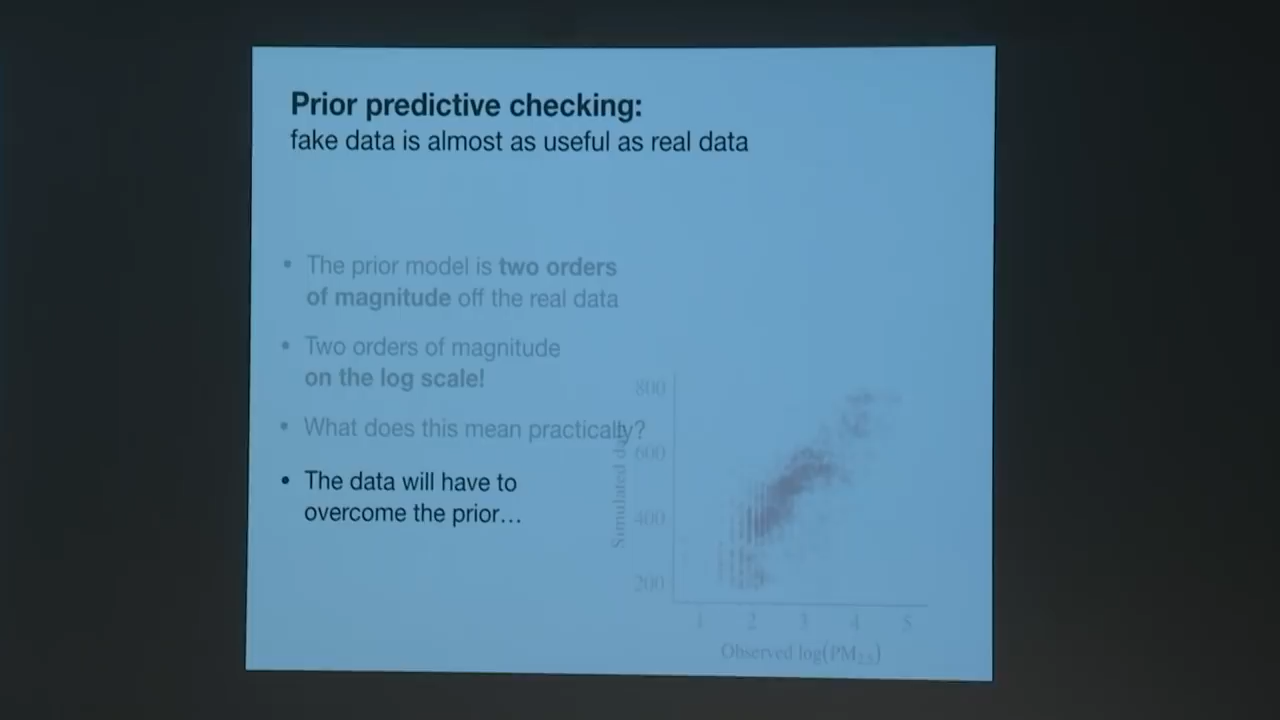 Prior predictive checking:
fake data is almost as useful as real data
• The prior model is two orders
of magnitude off the real data
• Two orders of magnitude
on the log scale!
• What does this mean practically?
• The data will have to
overcome the prior…
800
600
400
200
Simulated data
1 2 3 4 5
Observed log(PM2.5)